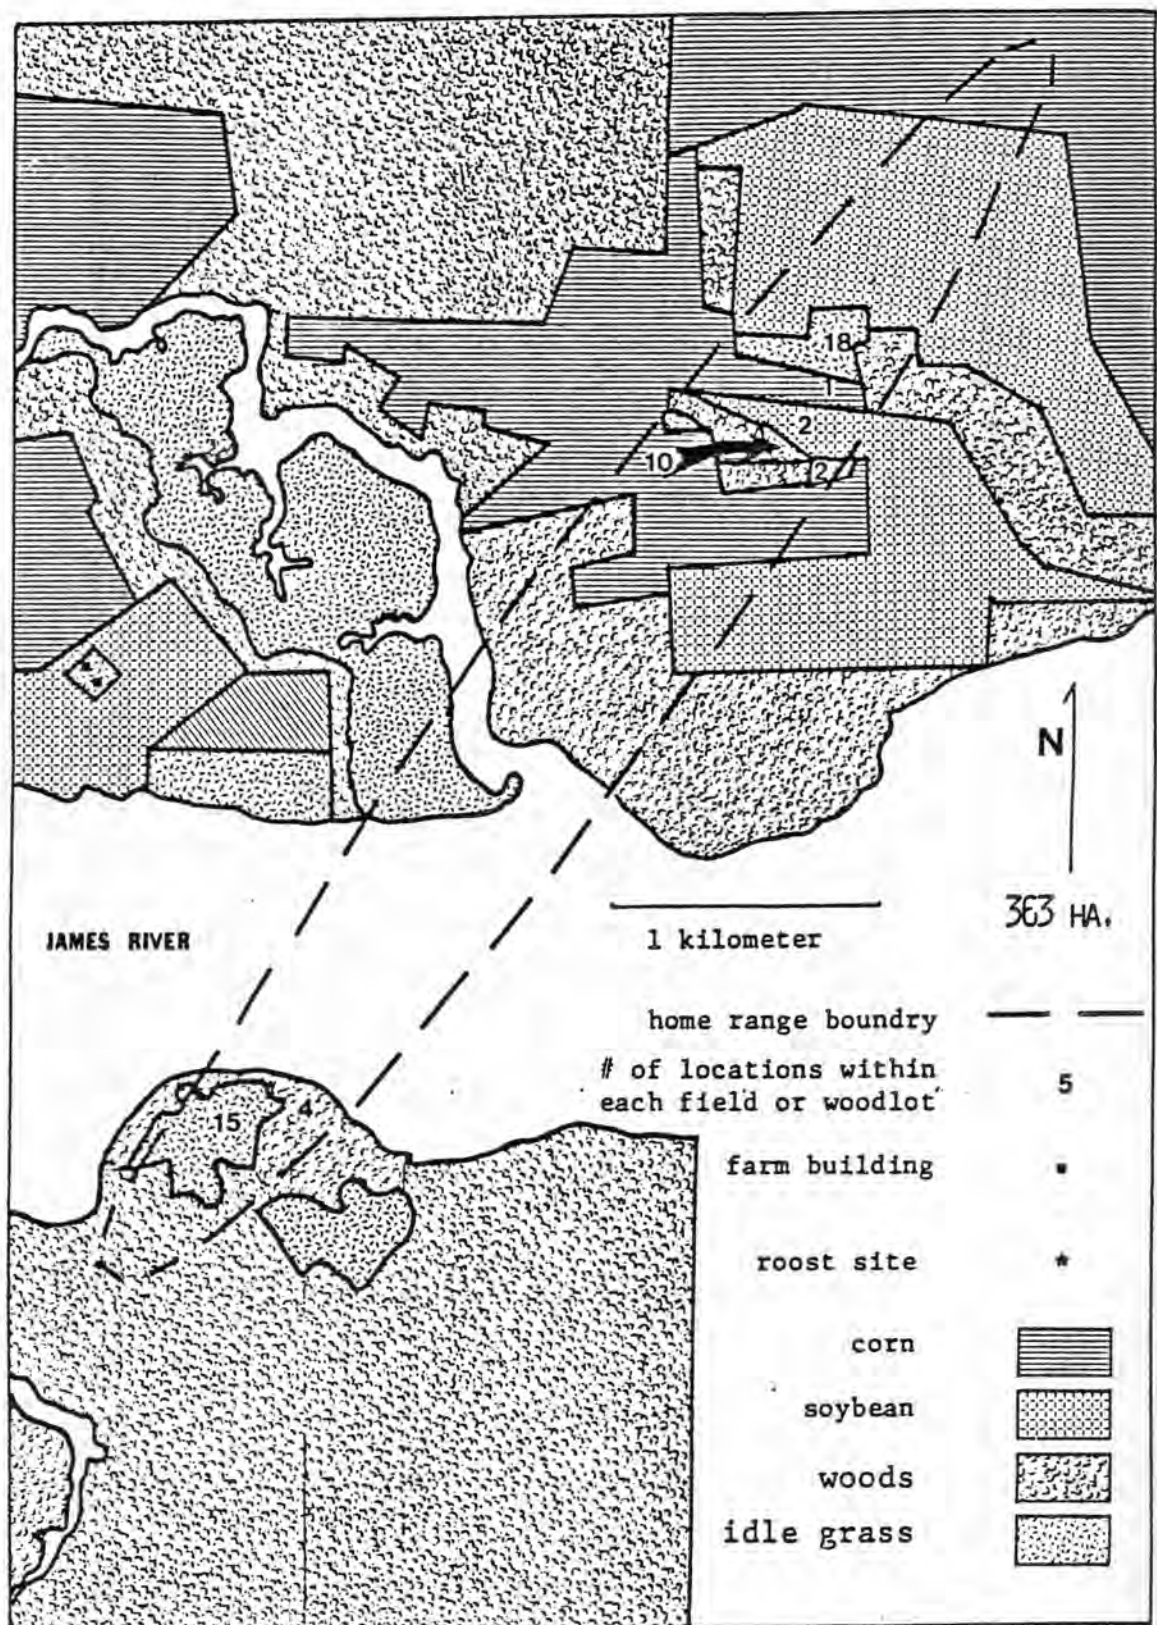 18
1
2
10
2
N
363 HA.
JAMES RIVER
1 kilometer
home range boundry
# of locations within
each field or woodlot
5
15
4
farm building
roost site
*
corn
soybean
woods
idle grass